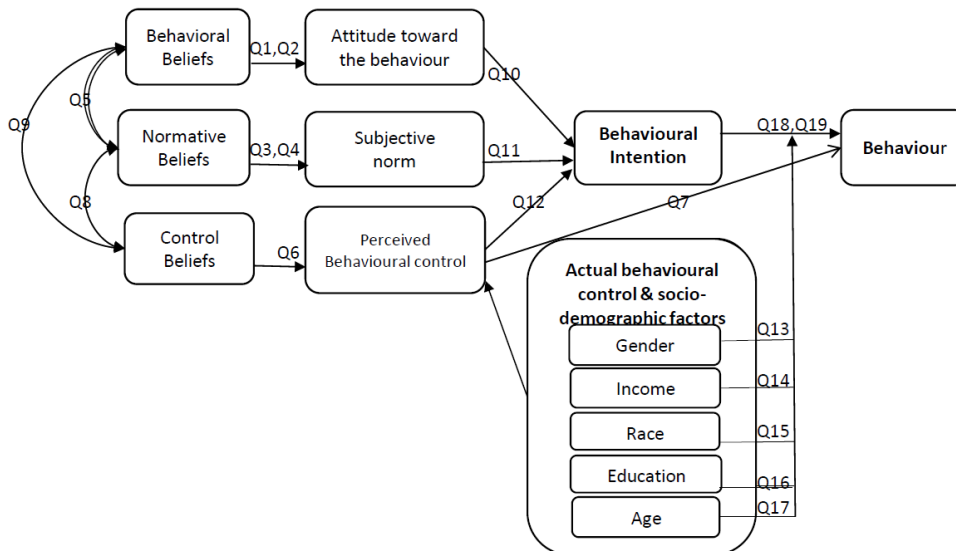 Behavioral
Beliefs
Q1,Q2
Attitude toward
the behaviour
Q10
Q5
Q9
Normative
Beliefs
Q3,Q4
Subjective
norm
Q11
Behavioural
Intention
Q18,Q19
Behaviour
Q8
Q12
Q7
Control
Beliefs
Q6
Perceived
Behavioural control
Actual behavioural
control & socio-
demographic factors
Gender
Q13
Income
Q14
Race
Q15
Education
Q16
Age
Q17